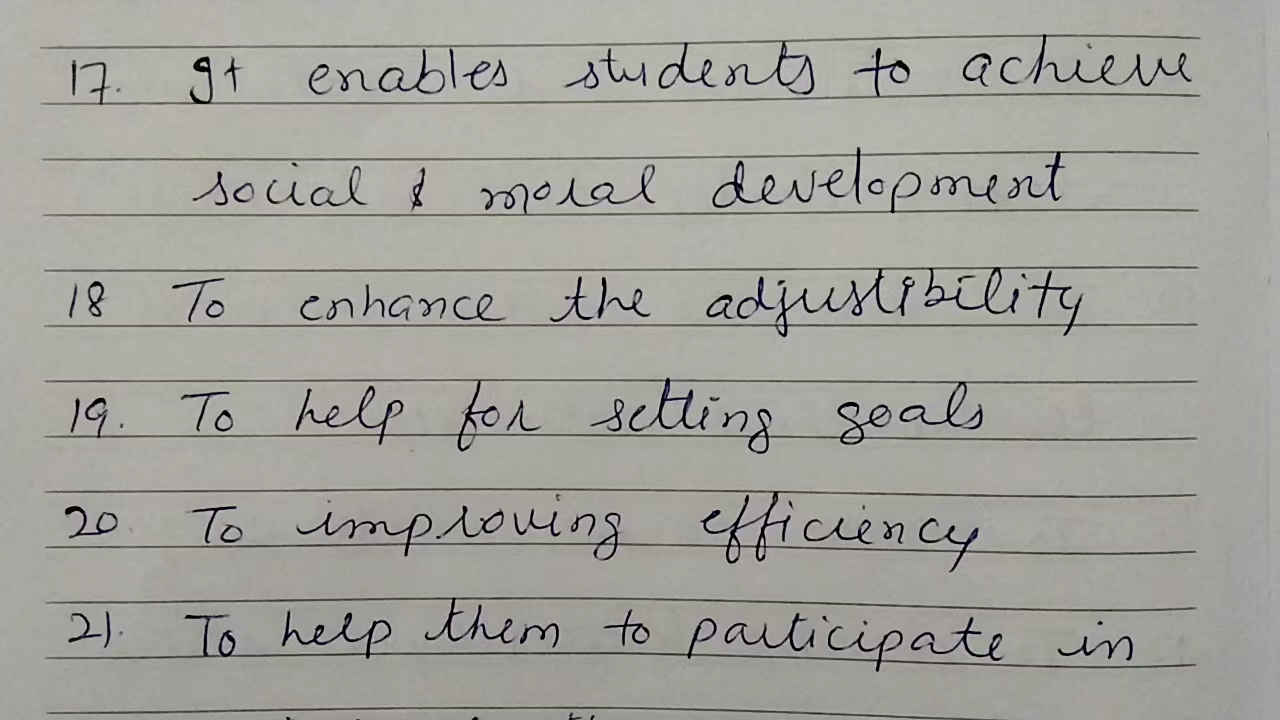 17. It enables students to achieve
social & moral development
18 To enhance the adjustibility
19. To help for setting goals
20. To improving efficiency
21. To help them to participate in